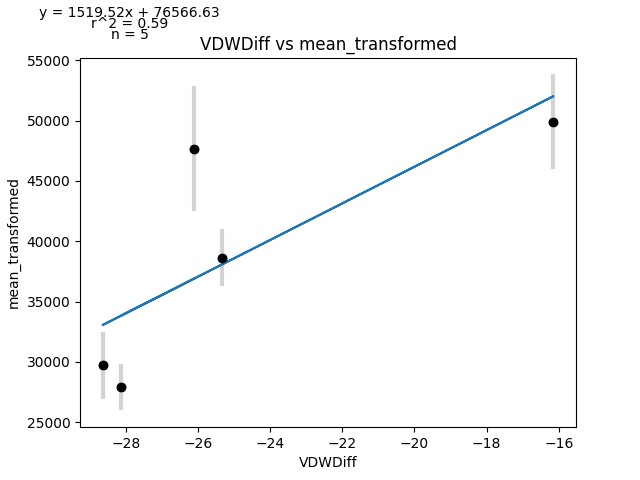 y = 1519.52x + 76566.63
r^2 = 0.59
n = 5
VDWDiff vs mean_transformed
55000
50000
45000
40000
35000
30000
25000
mean_transformed
−28
−26
−24
−22
−20
−18
−16
VDWDiff